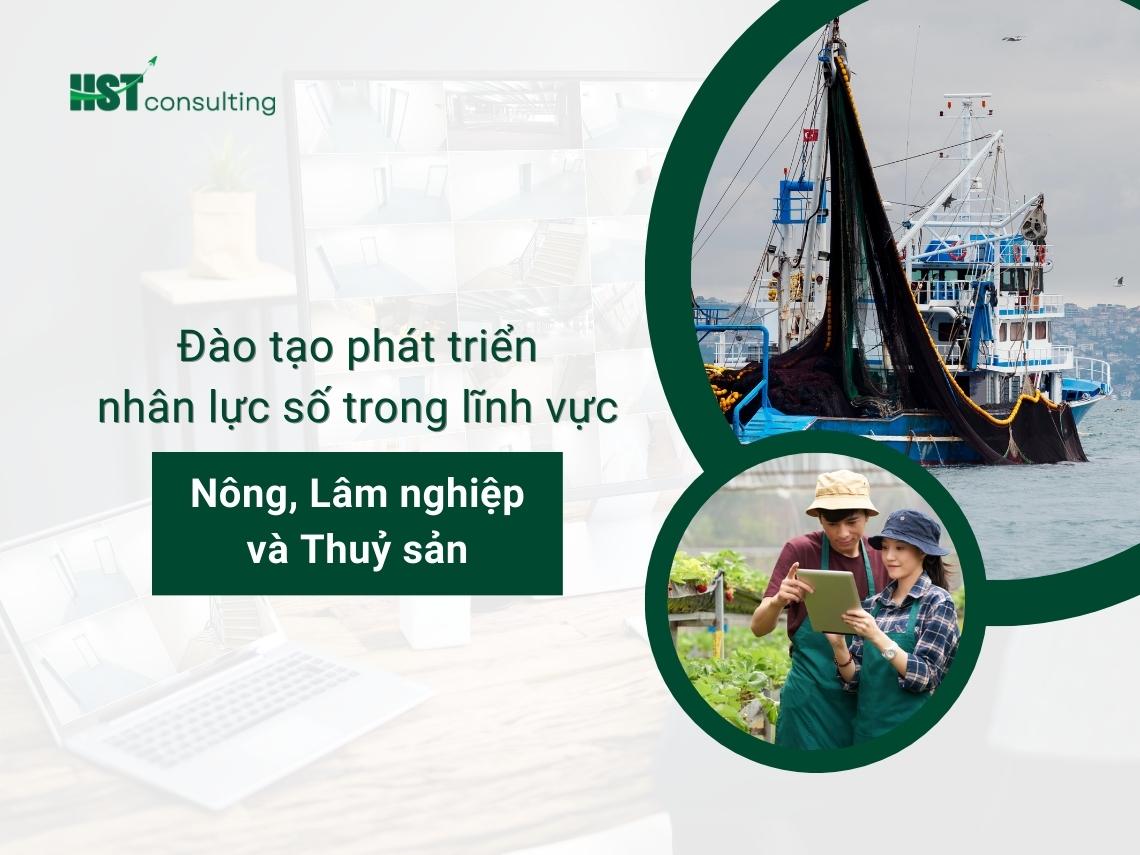 HST consulting
Đào tạo phát triển
nhân lực số trong lĩnh vực
Nông, Lâm nghiệp
và Thuỷ sản